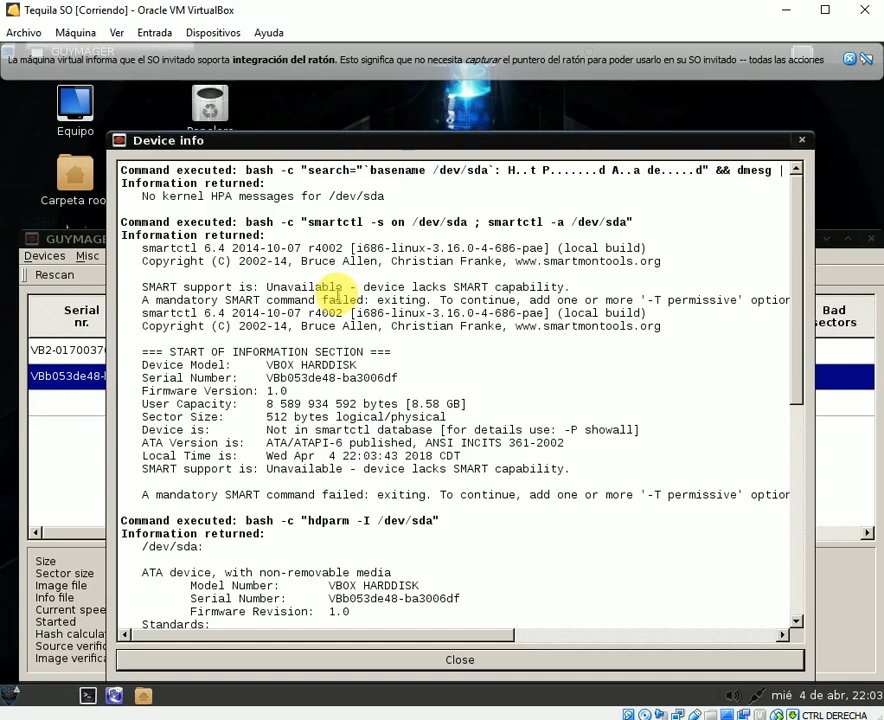 Tequila SO [Corriendo] - Oracle VM VirtualBox
Archivo Máquina Ver Entrada Dispositivos Ayuda
GUYMAGER
La máquina virtual informa que el SO invitado soporta integración del ratón. Esto significa que no necesita capturar el puntero del ratón para poder usarlo en su SO invitado -- todas las acciones
Equipo
Carpeta roo
Device info
Command executed: bash -c "search="`basename /dev/sda`: H..t P.......d A..a de.....d" && dmesg |
Information returned:
No kernel HPA messages for /dev/sda
Command executed: bash -c "smartctl -s on /dev/sda ; smartctl -a /dev/sda"
Information returned:
smartctl 6.4 2014-10-07 r4002 [i686-linux-3.16.0-4-686-pae] (local build)
Copyright (C) 2002-14, Bruce Allen, Christian Franke, www.smartmontools.org
SMART support is: Unavailable - device lacks SMART capability.
A mandatory SMART command failed: exiting. To continue, add one or more '-T permissive' option
smartctl 6.4 2014-10-07 r4002 [i686-linux-3.16.0-4-686-pae] (local build)
Copyright (C) 2002-14, Bruce Allen, Christian Franke, www.smartmontools.org
=== START OF INFORMATION SECTION ===
Device Model: VBOX HARDDISK
Serial Number: VBb053de48-ba3006df
Firmware Version: 1.0
User Capacity: 8 589 934 592 bytes [8.58 GB]
Sector Size: 512 bytes logical/physical
Device is: Not in smartctl database [for details use: -P showall]
ATA Version is: ATA/ATAPI-6 published, ANSI INCITS 361-2002
Local Time is: Wed Apr 4 22:03:43 2018 CDT
SMART support is: Unavailable - device lacks SMART capability.
A mandatory SMART command failed: exiting. To continue, add one or more '-T permissive' option
Command executed: bash -c "hdparm -I /dev/sda"
Information returned:
/dev/sda:
ATA device, with non-removable media
Model Number: VBOX HARDDISK
Serial Number: VBb053de48-ba3006df
Firmware Revision: 1.0
Standards:
Close
GUYMAG
Devices Misc
Rescan
Serial nr.
Bad sectors
VB2-0170037
VBb053de48-
Size
Sector size
Image file
Info file
Current spee
Started
Hash calcula
Source verifi
Image verifica
mié 4 de abr, 22:03
CTRL DERECHA